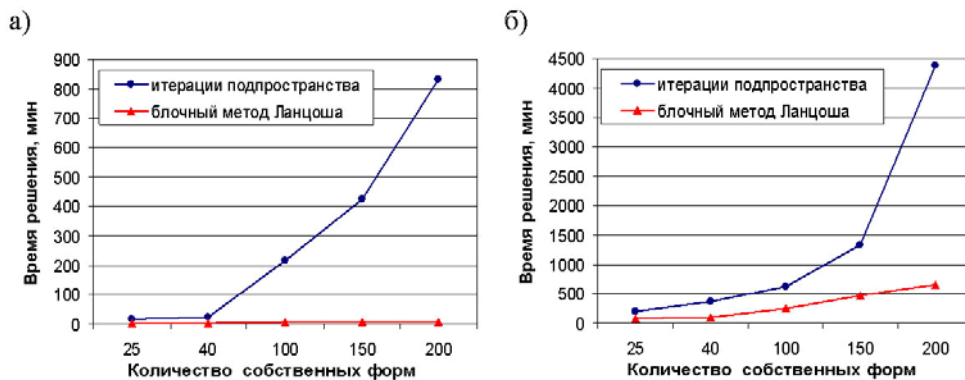 а)
900
800
700
600
500
400
300
200
100
0
Время решения, мин
итерации подпространства
блочный метод Ланцоша
25 40 100 150 200
Количество собственных форм
б)
4500
4000
3500
3000
2500
2000
1500
1000
500
0
Время решения, мин
итерации подпространства
блочный метод Ланцоша
25 40 100 150 200
Количество собственных форм